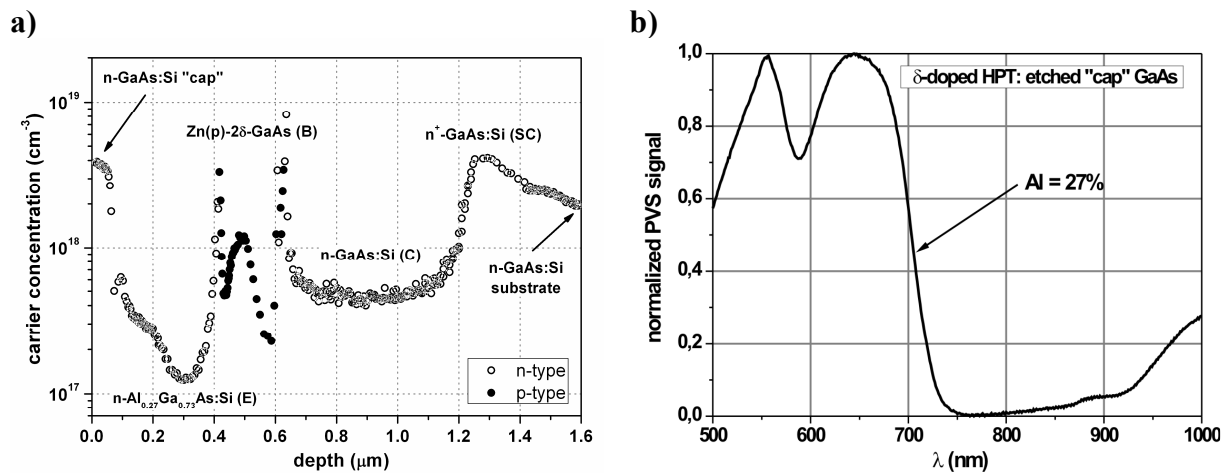 a)
n-GaAs:Si "cap"
Zn(p)-2δ-GaAs (B)
n⁺-GaAs:Si (SC)
n-GaAs:Si (C)
n-GaAs:Si
substrate
n-Al₀.₂₇Ga₀.₇₃As:Si (E)
n-type
p-type
carrier concentration (cm⁻³)
10¹⁹
10¹⁸
10¹⁷
0.0 0.2 0.4 0.6 0.8 1.0 1.2 1.4 1.6
depth (μm)
b)
δ-doped HPT: etched "cap" GaAs
Al = 27%
normalized PVS signal
1,0
0,8
0,6
0,4
0,2
0,0
500 600 700 800 900 1000
λ (nm)